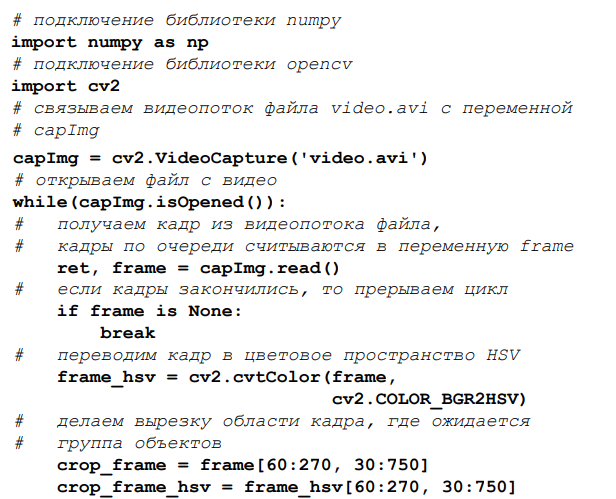 # подключение библиотеки numpy
import numpy as np
# подключение библиотеки opencv
import cv2
# связываем видеопоток файла video.avi с переменной
# capImg
capImg = cv2.VideoCapture('video.avi')
# открываем файл с видео
while(capImg.isOpened()):
#   получаем кадр из видеопотока файла,
#   кадры по очереди считываются в переменную frame
    ret, frame = capImg.read()
#   если кадры закончились, то прерываем цикл
    if frame is None:
        break
#   переводим кадр в цветовое пространство HSV
    frame_hsv = cv2.cvtColor(frame,
                             cv2.COLOR_BGR2HSV)
#   делаем вырезку области кадра, где ожидается
#   группа объектов
    crop_frame = frame[60:270, 30:750]
    crop_frame_hsv = frame_hsv[60:270, 30:750]